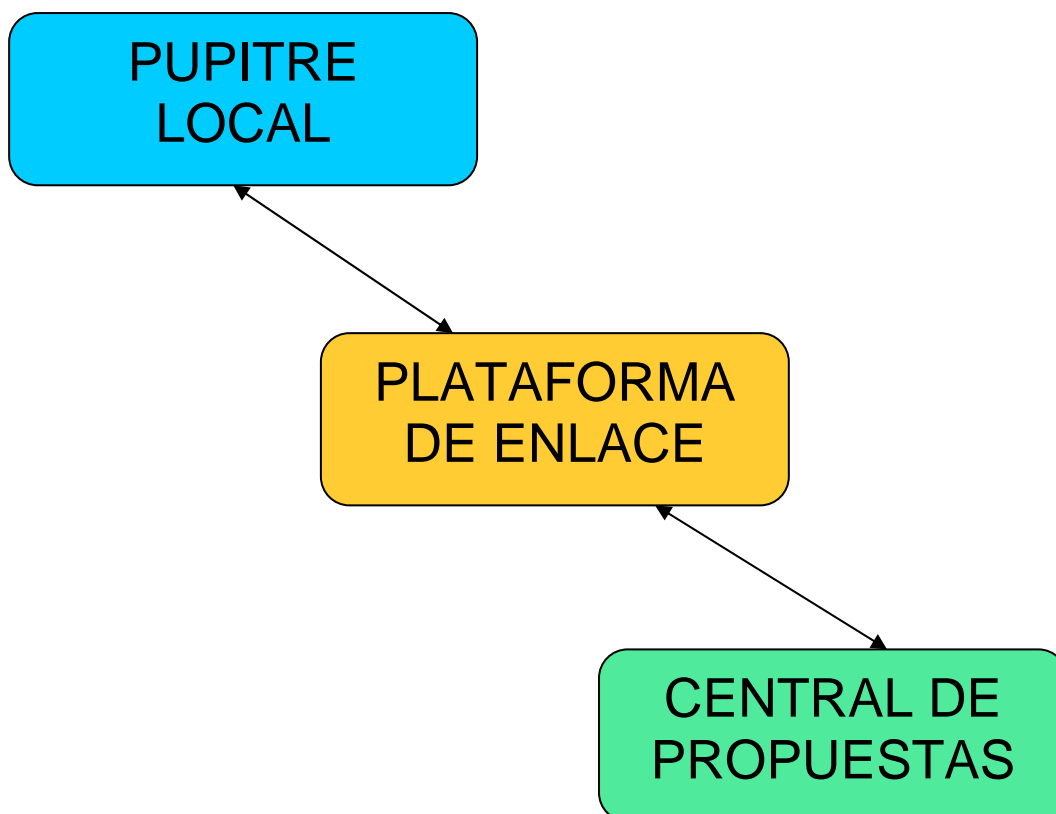 PUPITRE
LOCAL
PLATAFORMA
DE ENLACE
CENTRAL DE
PROPUESTAS